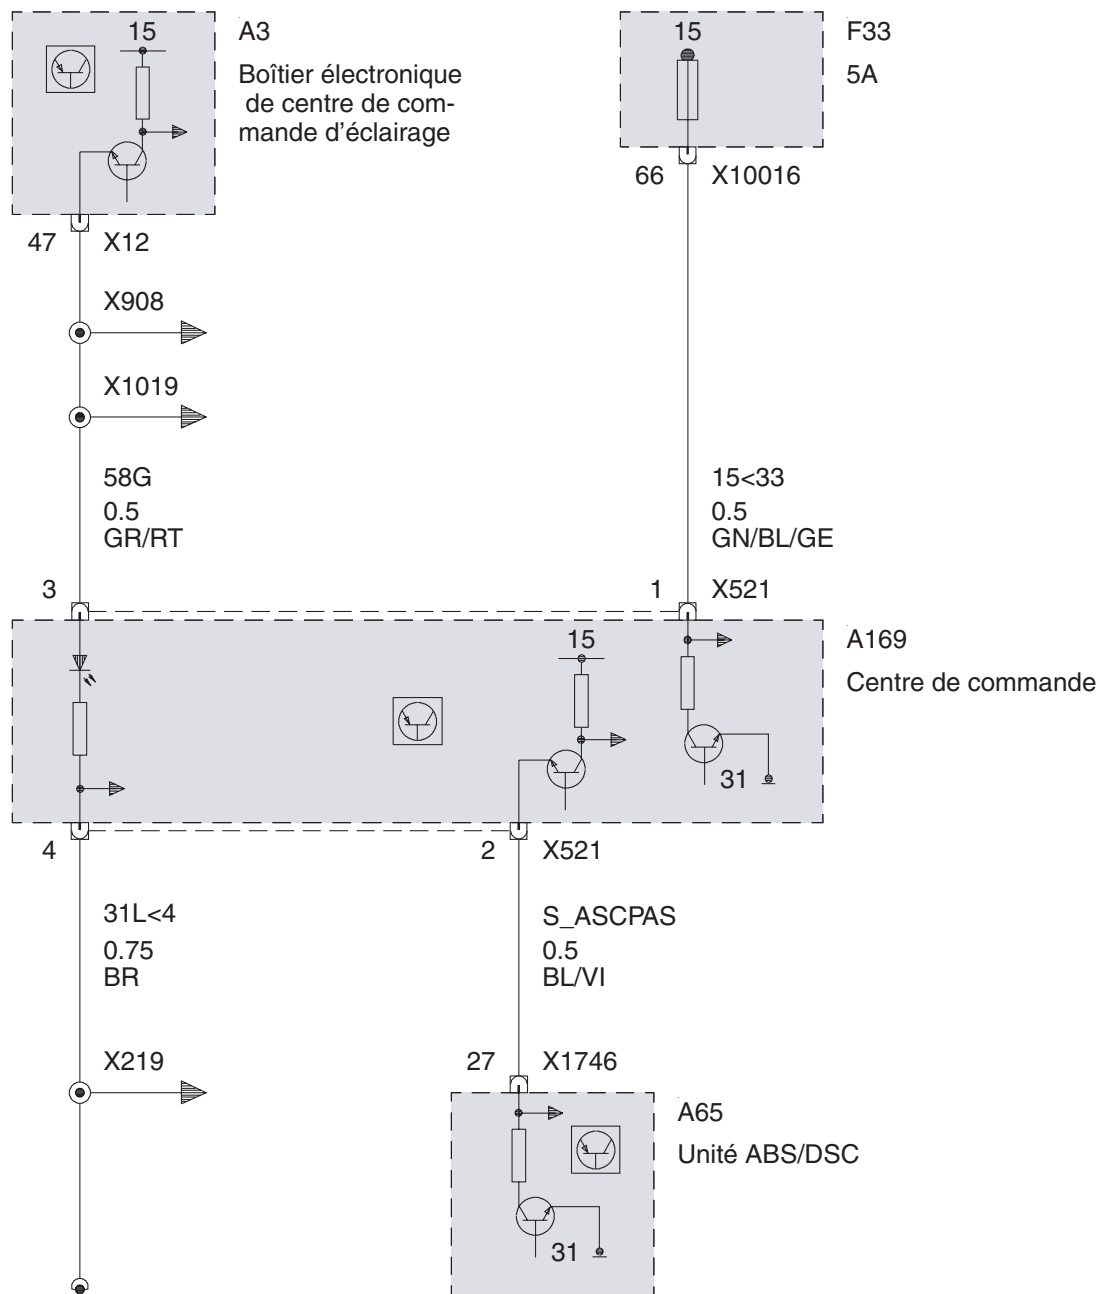 15
A3
Boîtier électronique
de centre de com-
mande d'éclairage
15
F33
5A
47
X12
66
X10016
X908
X1019
58G
0.5
GR/RT
15<33
0.5
GN/BL/GE
3
1
X521
15
31
A169
Centre de commande
4
2
X521
31L<4
0.75
BR
S_ASCPAS
0.5
BL/VI
X219
27
X1746
A65
Unité ABS/DSC
31